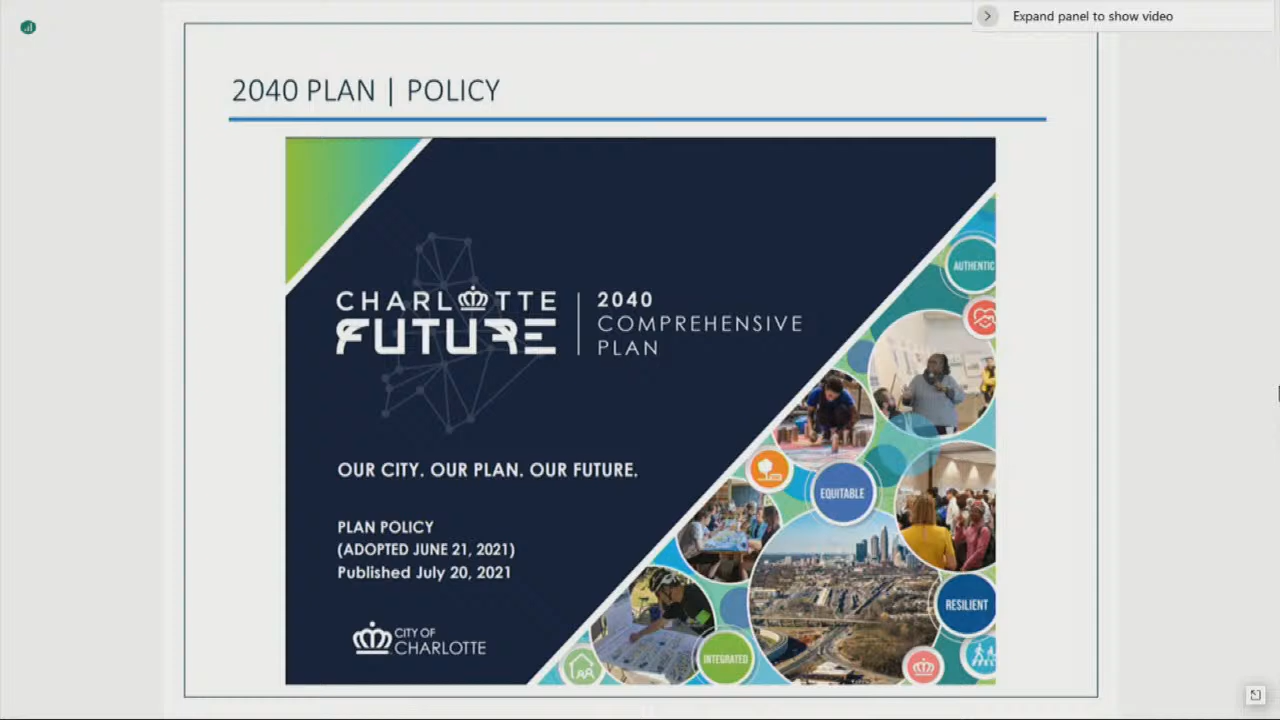 Expand panel to show video
2040 PLAN | POLICY
CHARLOTTE
FUTURE
2040
COMPREHENSIVE
PLAN
OUR CITY. OUR PLAN. OUR FUTURE.
PLAN POLICY
(ADOPTED JUNE 21, 2021)
Published July 20, 2021
CITY OF
CHARLOTTE
AUTHENTIC
EQUITABLE
RESILIENT
INTEGRATED